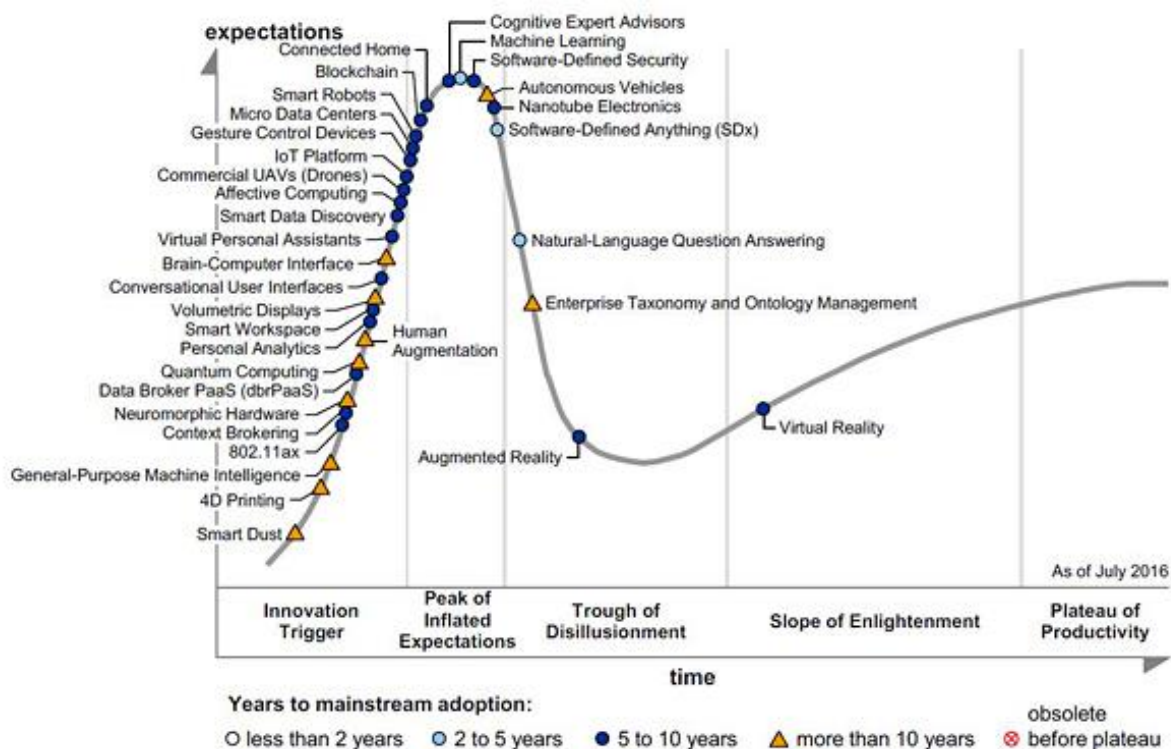 expectations
Cognitive Expert Advisors
Machine Learning
Software-Defined Security
Connected Home
Blockchain
Smart Robots
Micro Data Centers
Gesture Control Devices
IoT Platform
Commercial UAVs (Drones)
Affective Computing
Smart Data Discovery
Virtual Personal Assistants
Brain-Computer Interface
Conversational User Interfaces
Volumetric Displays
Smart Workspace
Personal Analytics
Quantum Computing
Data Broker PaaS (dbrPaaS)
Neuromorphic Hardware
Context Brokering
802.11ax
General-Purpose Machine Intelligence
4D Printing
Smart Dust
Human
Augmentation
Autonomous Vehicles
Nanotube Electronics
Software-Defined Anything (SDx)
Natural-Language Question Answering
Enterprise Taxonomy and Ontology Management
Augmented Reality
Virtual Reality
As of July 2016
Innovation
Trigger
Peak of
Inflated
Expectations
Trough of
Disillusionment
Slope of Enlightenment
Plateau of
Productivity
time
Years to mainstream adoption:
less than 2 years
2 to 5 years
5 to 10 years
more than 10 years
obsolete
before plateau